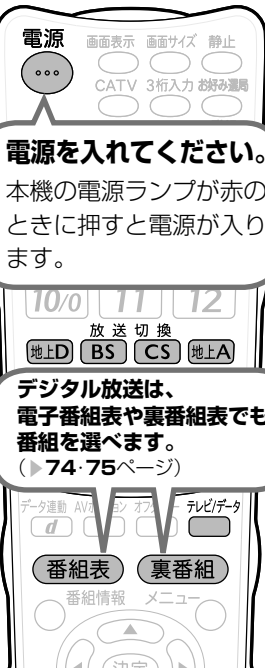 電源 画面表示 画面サイズ 静止
CATV 3桁入力 お好み選局
電源を入れてください。
本機の電源ランプが赤の
ときに押すと電源が入り
ます。
10/0 11 12
放送切換
地上D BS CS 地上A
デジタル放送は、
電子番組表や裏番組表でも
番組を選べます。
(▶74・75ページ)
データ連動 テレビ/データ
d
番組表 裏番組
番組情報 メニュー
決定